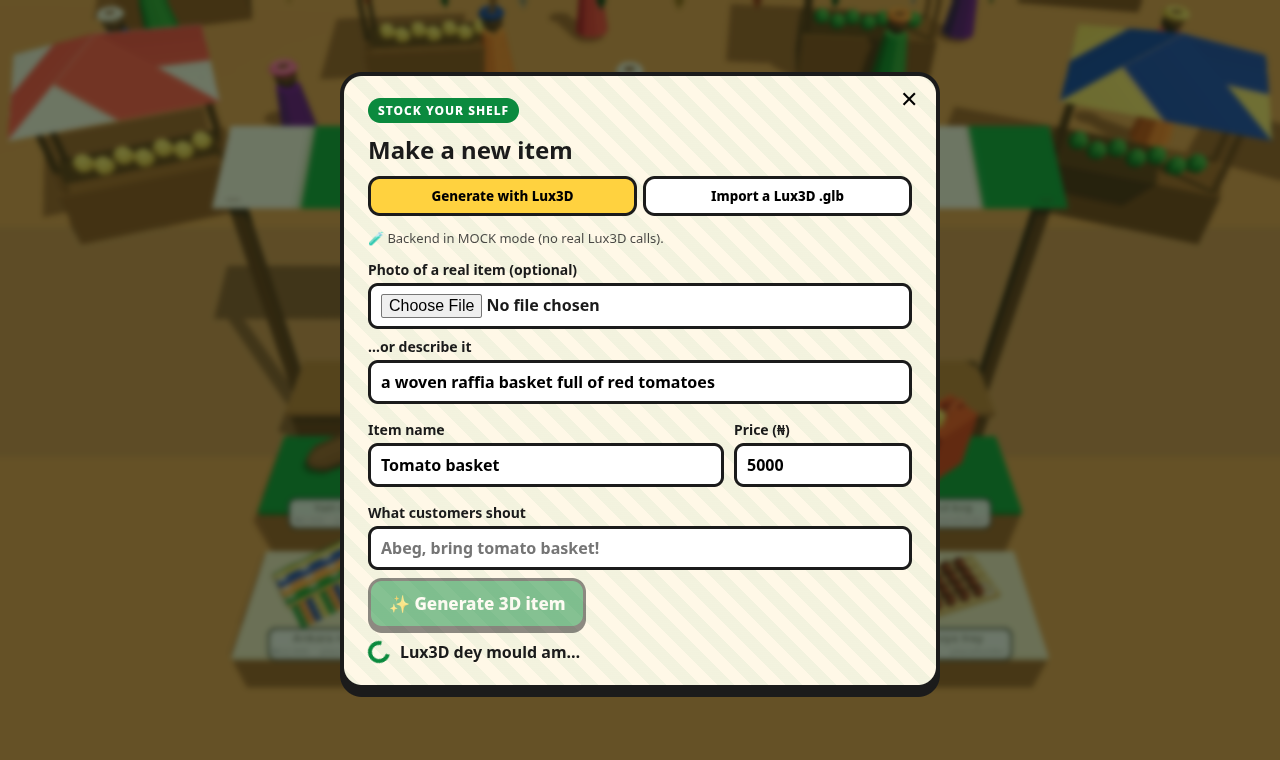 STOCK YOUR SHELF
✕
Make a new item
Generate with Lux3D
Import a Lux3D .glb
🧪 Backend in MOCK mode (no real Lux3D calls).
Photo of a real item (optional)
Choose File No file chosen
...or describe it
a woven raffia basket full of red tomatoes
Item name
Price (₦)
Tomato basket
5000
What customers shout
Abeg, bring tomato basket!
✨ Generate 3D item
Lux3D dey mould am...